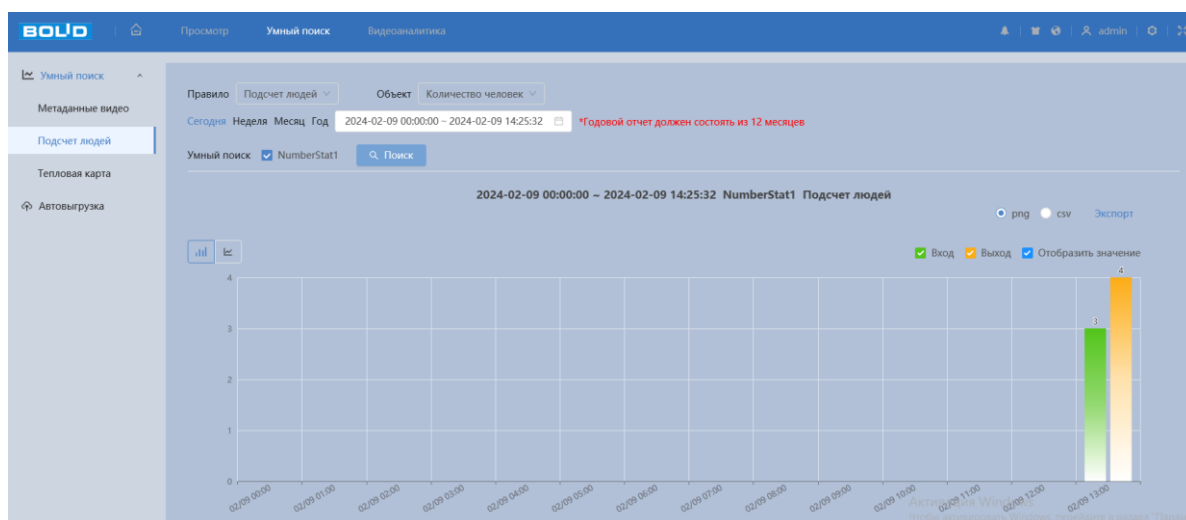 BOLID Просмотр Умный поиск Видеоаналитика admin
Умный поиск
Метаданные видео
Подсчет людей
Тепловая карта
Автовыгрузка
Правило Подсчет людей Объект Количество человек
Сегодня Неделя Месяц Год 2024-02-09 00:00:00 ~ 2024-02-09 14:25:32 *Годовой отчет должен состоять из 12 месяцев
Умный поиск NumberStat1 Поиск
2024-02-09 00:00:00 ~ 2024-02-09 14:25:32 NumberStat1 Подсчет людей
png csv Экспорт
Вход Выход Отобразить значение
4
4
3
3
2
1
0
02/09 00:00 02/09 01:00 02/09 02:00 02/09 03:00 02/09 04:00 02/09 05:00 02/09 06:00 02/09 07:00 02/09 08:00 02/09 09:00 02/09 10:00 02/09 11:00 02/09 12:00 02/09 13:00
Активация Windows